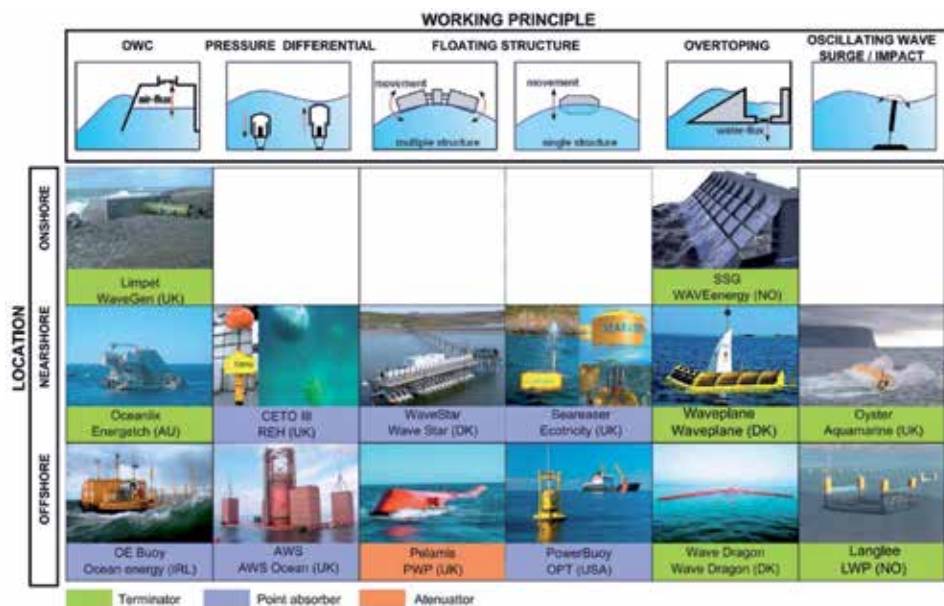 WORKING PRINCIPLE
OWC
PRESSURE DIFFERENTIAL
FLOATING STRUCTURE
OVERTOPING
OSCILLATING WAVE
SURGE / IMPACT
air-flux
movement
multiple structure
movement
single structure
water-flux
LOCATION
ONSHORE
Limpet
WaveGen (UK)
SSG
WAVEenergy (NO)
NEARSHORE
Oceanlix
Energetch (AU)
CETO III
REH (UK)
WaveStar
Wave Star (DK)
Seareaser
Ecotricity (UK)
Waveplane
Waveplane (DK)
Oyster
Aquamarine (UK)
OFFSHORE
OE Buoy
Ocean energy (IRL)
AWS
AWS Ocean (UK)
Pelamis
PWP (UK)
PowerBuoy
OPT (USA)
Wave Dragon
Wave Dragon (DK)
Langlee
LWP (NO)
Terminator
Point absorber
Atenuattor